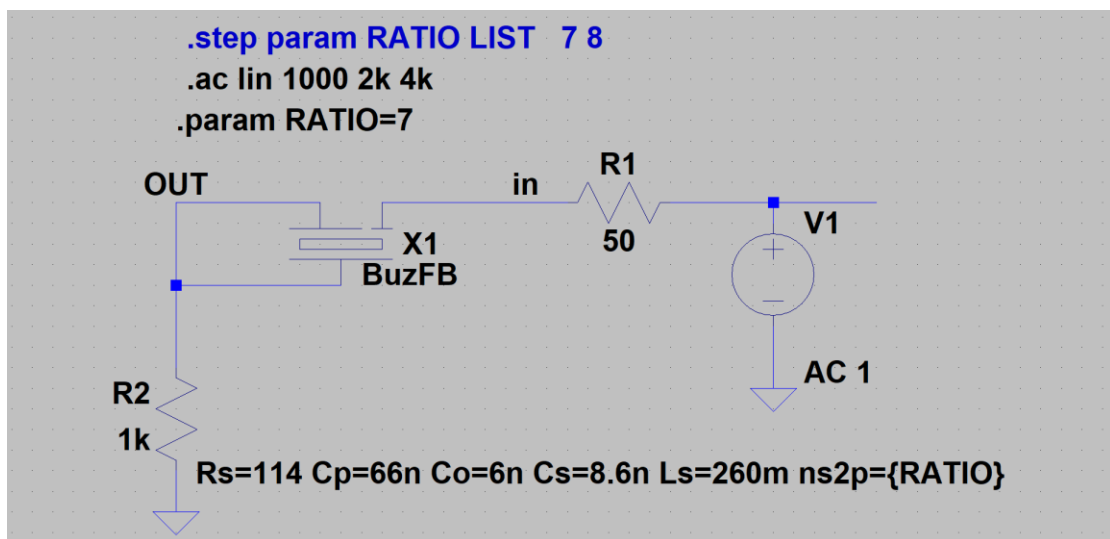 .step param RATIO LIST 7 8
.ac lin 1000 2k 4k
.param RATIO=7
R1
OUT
in
V1
50
X1
BuzFB
AC 1
R2
1k
Rs=114 Cp=66n Co=6n Cs=8.6n Ls=260m ns2p={RATIO}